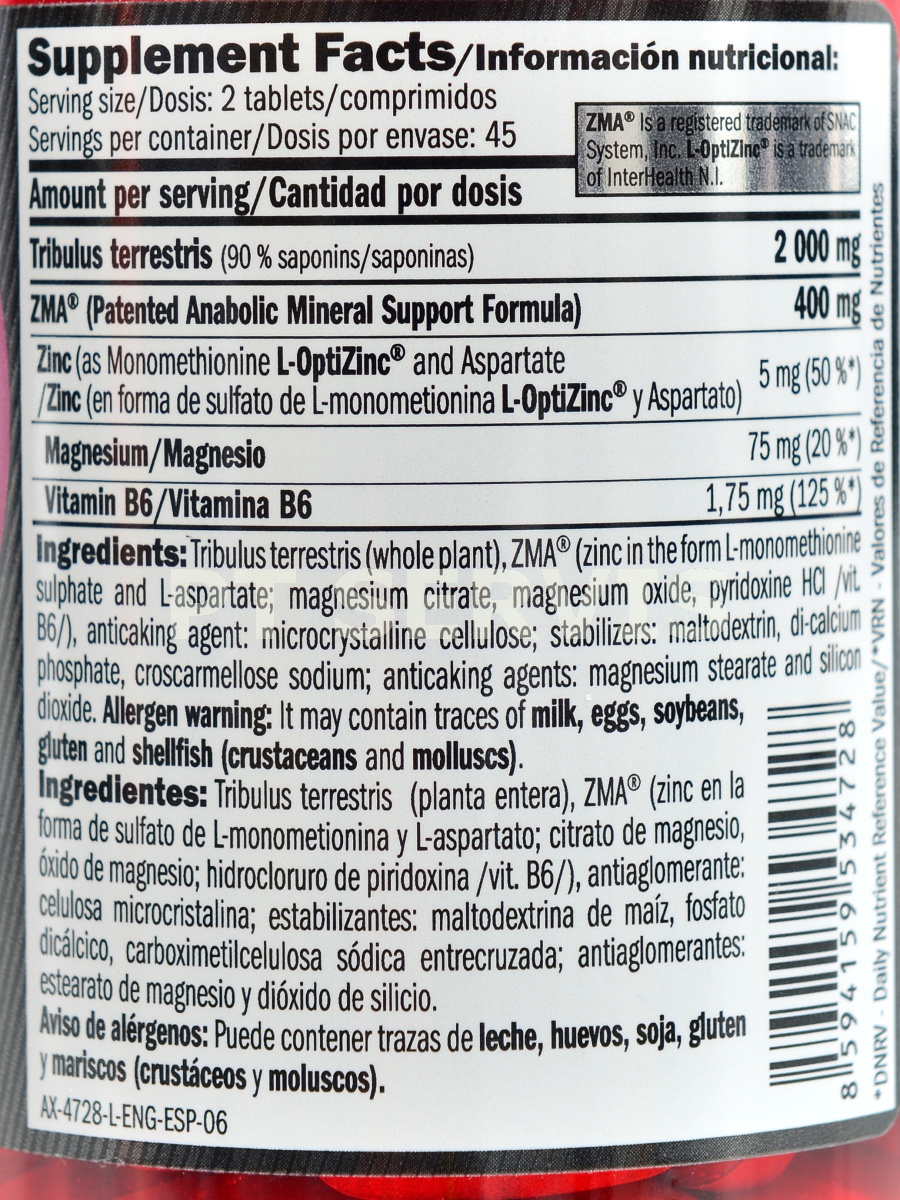 Supplement Facts/Información nutricional:
Serving size/Dosis: 2 tablets/comprimidos
Servings per container/Dosis por envase: 45
ZMA® is a registered trademark of SNAC
System, Inc. L-OptiZinc® is a trademark
of InterHealth N.I.
Amount per serving/Cantidad por dosis
Tribulus terrestris (90 % saponins/saponinas) 2 000 mg
ZMA® (Patented Anabolic Mineral Support Formula) 400 mg
Zinc (as Monomethionine L-OptiZinc® and Aspartate
/Zinc (en forma de sulfato de L-monometionina L-OptiZinc® y Aspartato) 5 mg (50 %*)
Magnesium/Magnesio 75 mg (20 %*)
Vitamin B6/Vitamina B6 1,75 mg (125 %*)
Ingredients: Tribulus terrestris (whole plant), ZMA® (zinc in the form L-monomethionine
sulphate and L-aspartate; magnesium citrate, magnesium oxide, pyridoxine HCl /vit.
B6/), anticaking agent: microcrystalline cellulose; stabilizers: maltodextrin, di-calcium
phosphate, croscarmellose sodium; anticaking agents: magnesium stearate and silicon
dioxide. Allergen warning: It may contain traces of milk, eggs, soybeans,
gluten and shellfish (crustaceans and molluscs).
Ingredientes: Tribulus terrestris (planta entera), ZMA® (zinc en la
forma de sulfato de L-monometionina y L-aspartato; citrato de magnesio,
óxido de magnesio; hidrocloruro de piridoxina /vit. B6/), antiaglomerante:
celulosa microcristalina; estabilizantes: maltodextrina de maíz, fosfato
dicálcico, carboximetilcelulosa sódica entrecruzada; antiaglomerantes:
estearato de magnesio y dióxido de silicio.
Aviso de alérgenos: Puede contener trazas de leche, huevos, soja, gluten
y mariscos (crustáceos y moluscos).
AX-4728-L-ENG-ESP-06
8 594159 534728
*DNRV - Daily Nutrient Reference Value/*VRN - Valores de Referencia de Nutrientes